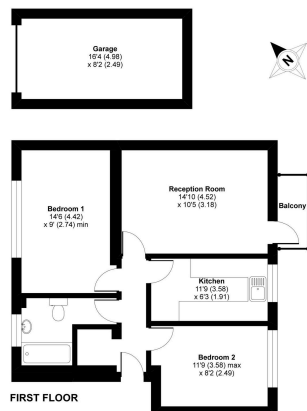 Garage
16'4 (4.98)
x 8'2 (2.49)
N
Bedroom 1
14'6 (4.42)
x 9' (2.74) min
Reception Room
14'10 (4.52)
x 10'5 (3.18)
Balcony
Kitchen
11'9 (3.58)
x 6'3 (1.91)
Bedroom 2
11'9 (3.58) max
x 8'2 (2.49)
FIRST FLOOR